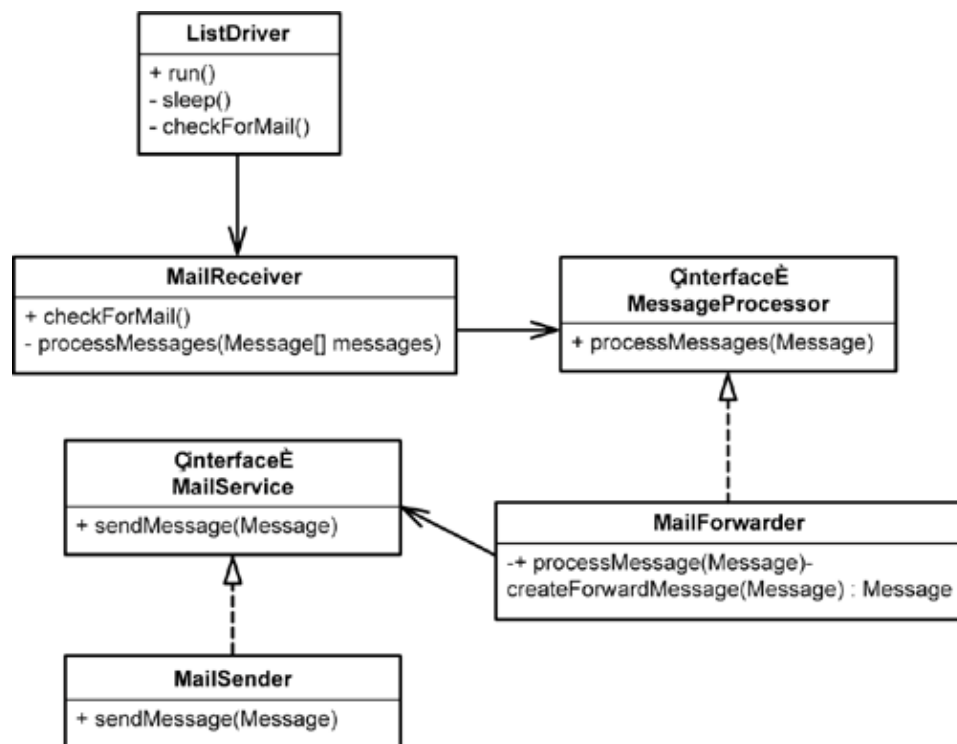 ListDriver
+ run()
- sleep()
- checkForMail()
MailReceiver
+ checkForMail()
- processMessages(Message[] messages)
ÇinterfaceÈ
MessageProcessor
+ processMessages(Message)
ÇinterfaceÈ
MailService
+ sendMessage(Message)
MailForwarder
-+ processMessage(Message)-
createForwardMessage(Message) : Message
MailSender
+ sendMessage(Message)